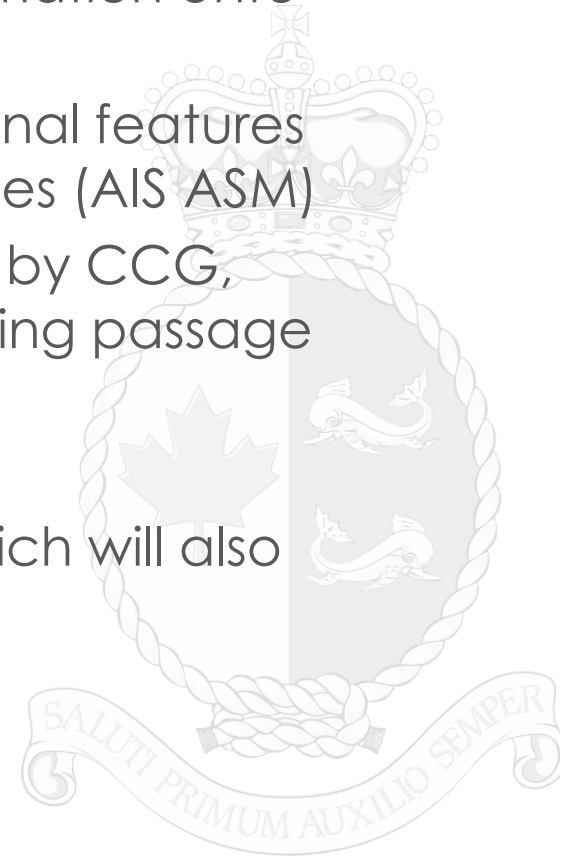 nal features
es (AIS ASM)
by CCG,
ing passage
ich will also
SALUTI PRIMUM AUXILIO SEMPER